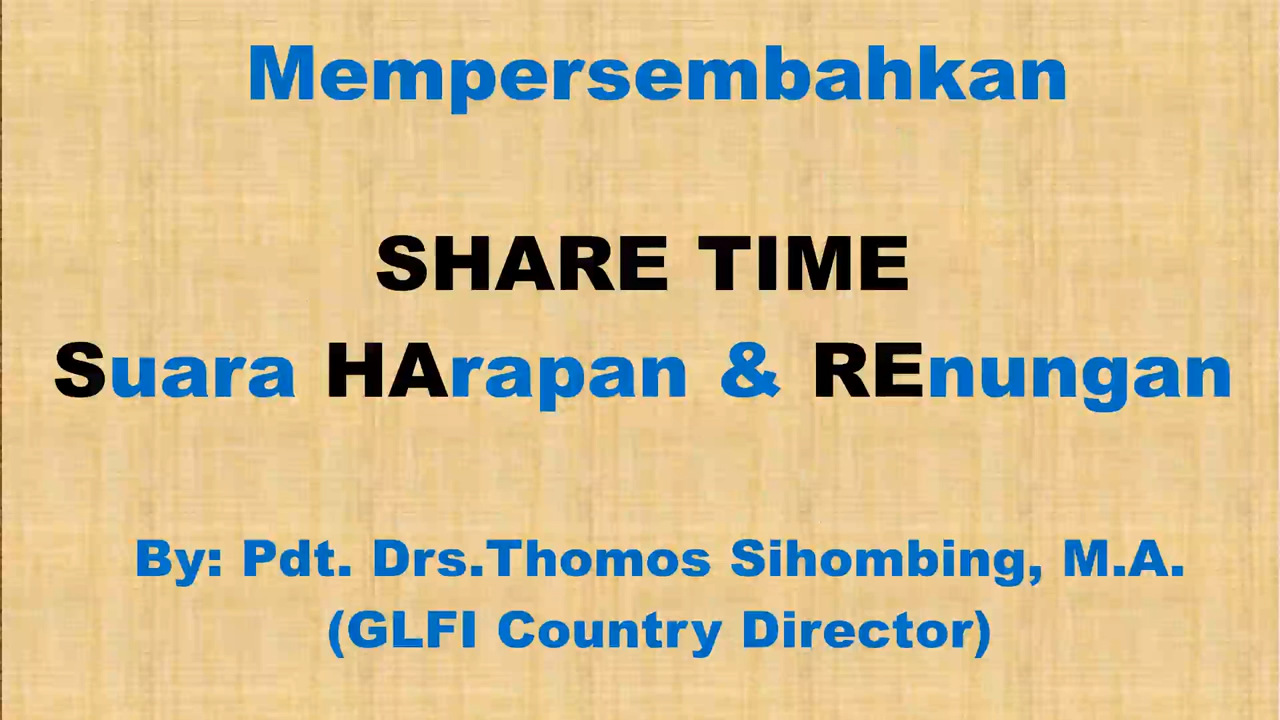 Mempersembahkan
SHARE TIME
Suara HArapan & REnungan
By: Pdt. Drs.Thomos Sihombing, M.A.
(GLFI Country Director)